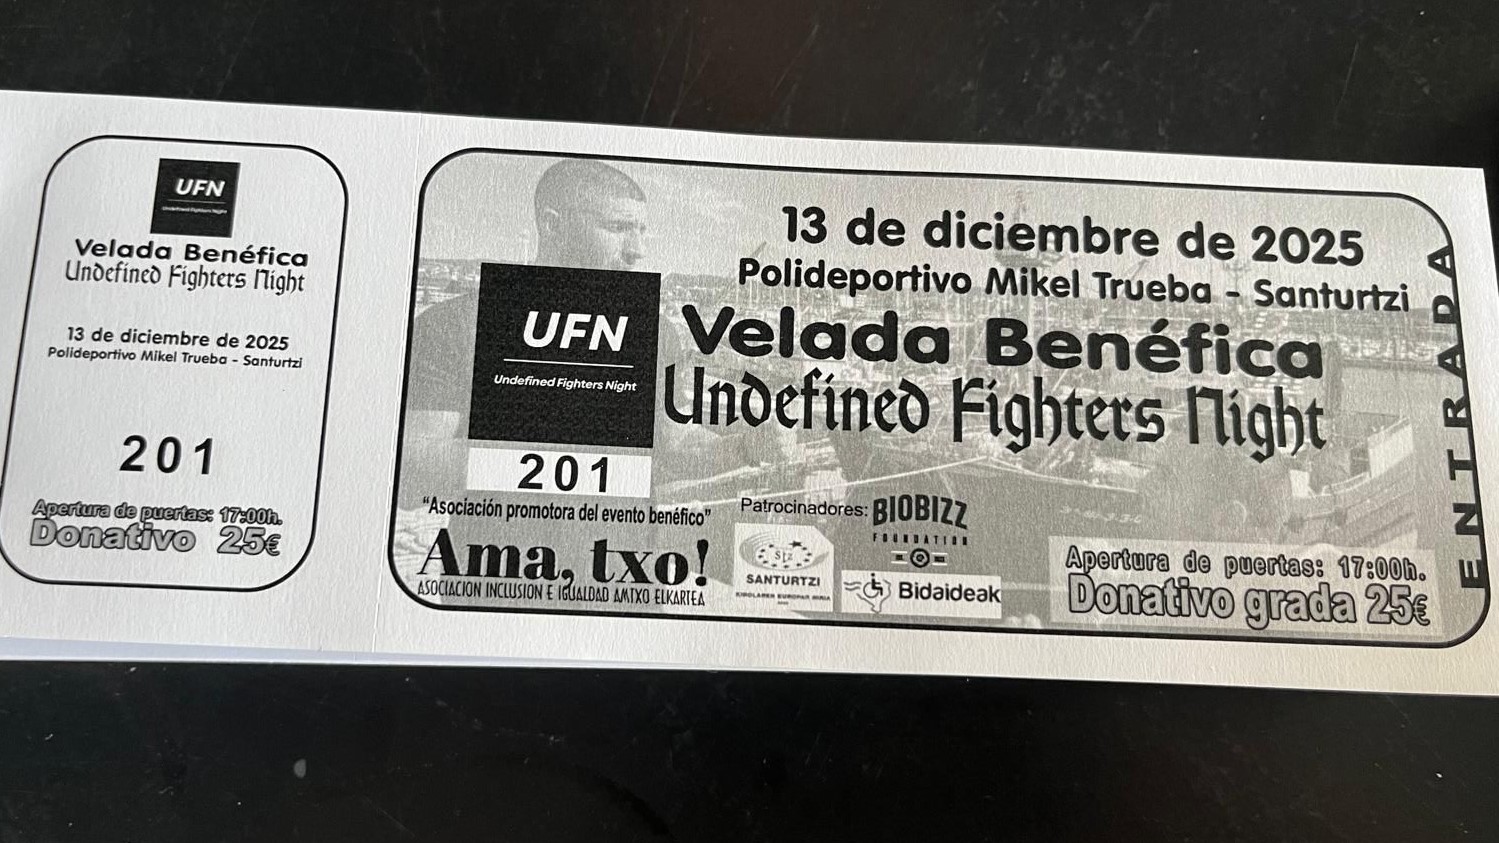 UFN
Undefined Fighters Night
Velada Benéfica
Undefined Fighters Night
13 de diciembre de 2025
Polideportivo Mikel Trueba - Santurtzi
201
Apertura de puertas: 17:00h.
Donativo 25€
13 de diciembre de 2025
Polideportivo Mikel Trueba - Santurtzi
Velada Benéfica
Undefined Fighters Night
UFN
Undefined Fighters Night
201
"Asociación promotora del evento benéfico"
Ama, txo!
ASOCIACION INCLUSION E IGUALDAD AMTXO ELKARTEA
Patrocinadores:
BIOBIZZ
FOUNDATION
Stz
SANTURTZI
Bidaideak
Apertura de puertas: 17:00h.
Donativo grada 25€
ENTRADA